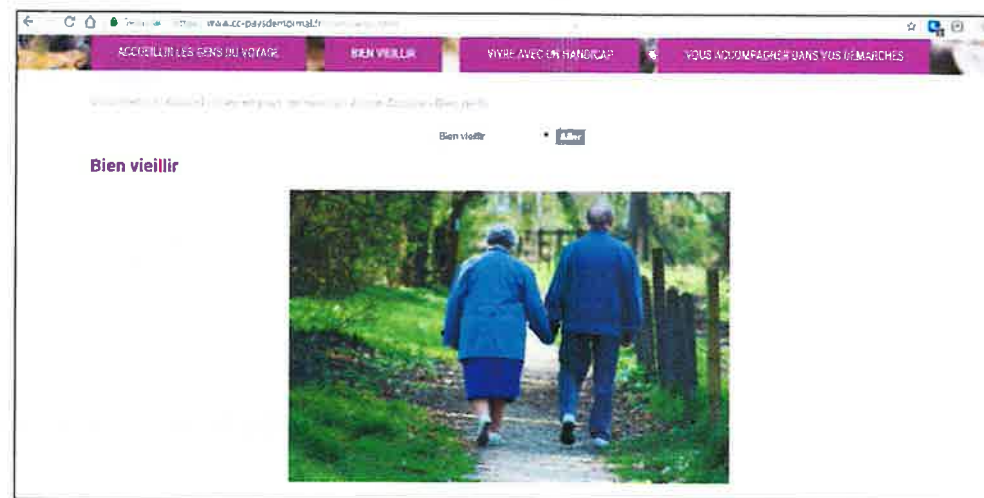 www.cc-paysdemormal.fr
ACCUEILLIR LES GENS DU VOYAGE
BIEN VIEILLIR
VIVRE AVEC UN HANDICAP
VOUS ACCOMPAGNER DANS VOS DÉMARCHES
Bien vieillir
Aller
Bien vieillir